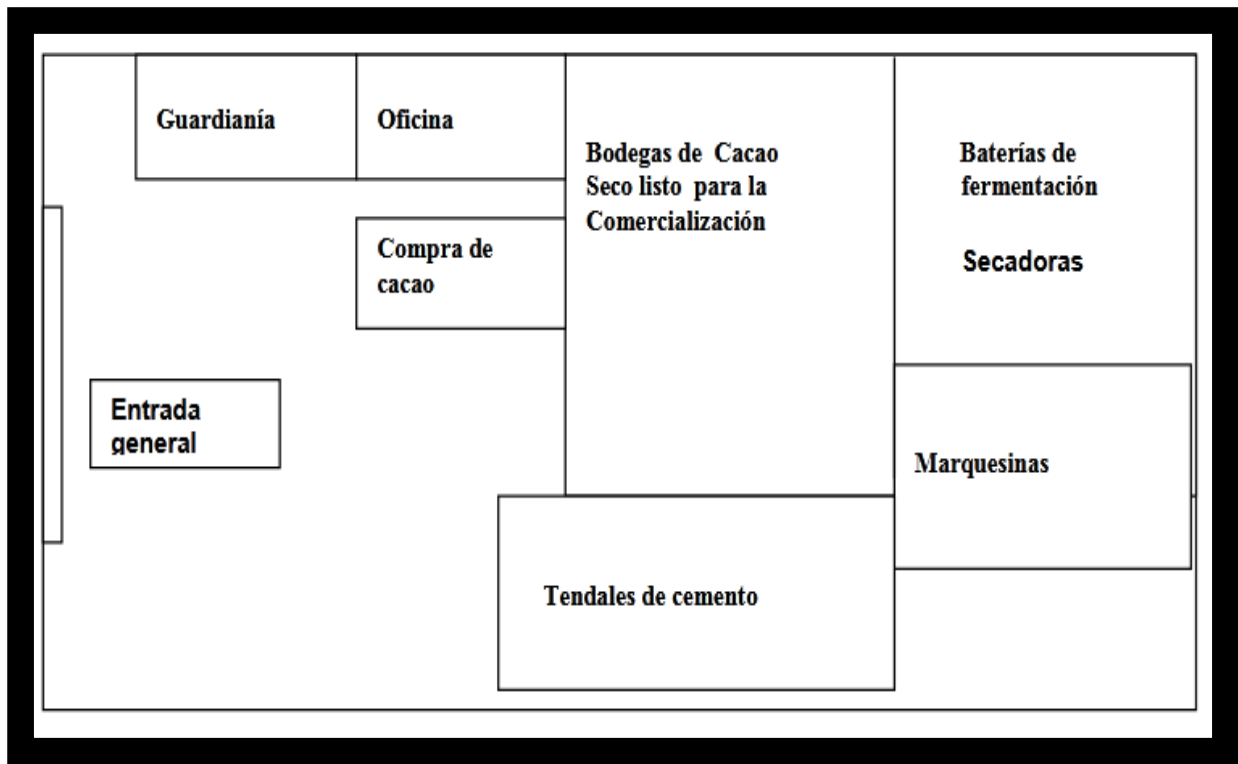 Guardianía
Oficina
Bodegas de Cacao
Seco listo para la
Comercialización
Baterías de
fermentación
Secadoras
Compra de
cacao
Entrada
general
Marquesinas
Tendales de cemento